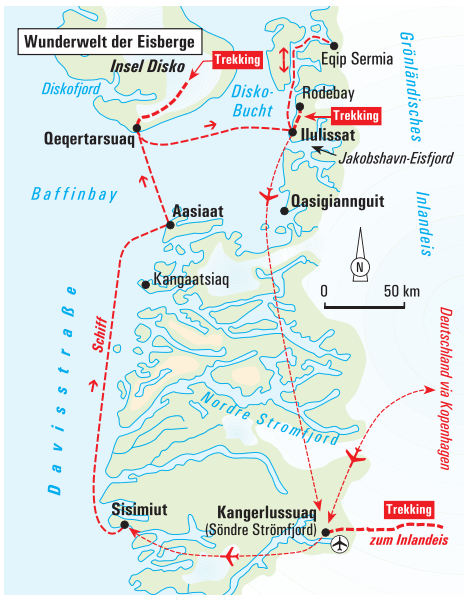 Wunderwelt der Eisberge
Insel Disko
Trekking
Eqip Sermia
Diskofjord
Disko-
Bucht
Rodebay
Trekking
Grönländisches
Inlandeis
Qeqertarsuaq
Ilulissat
Jakobshavn-Eisfjord
Baffinbay
Aasiaat
Qasigiannguit
Kangaatsiaq
N
0 50 km
Schiff
Davisstraße
Nordre Strömfjord
Deutschland via Kopenhagen
Sisimiut
Kangerlussuaq
(Söndre Strömfjord)
Trekking
zum Inlandeis